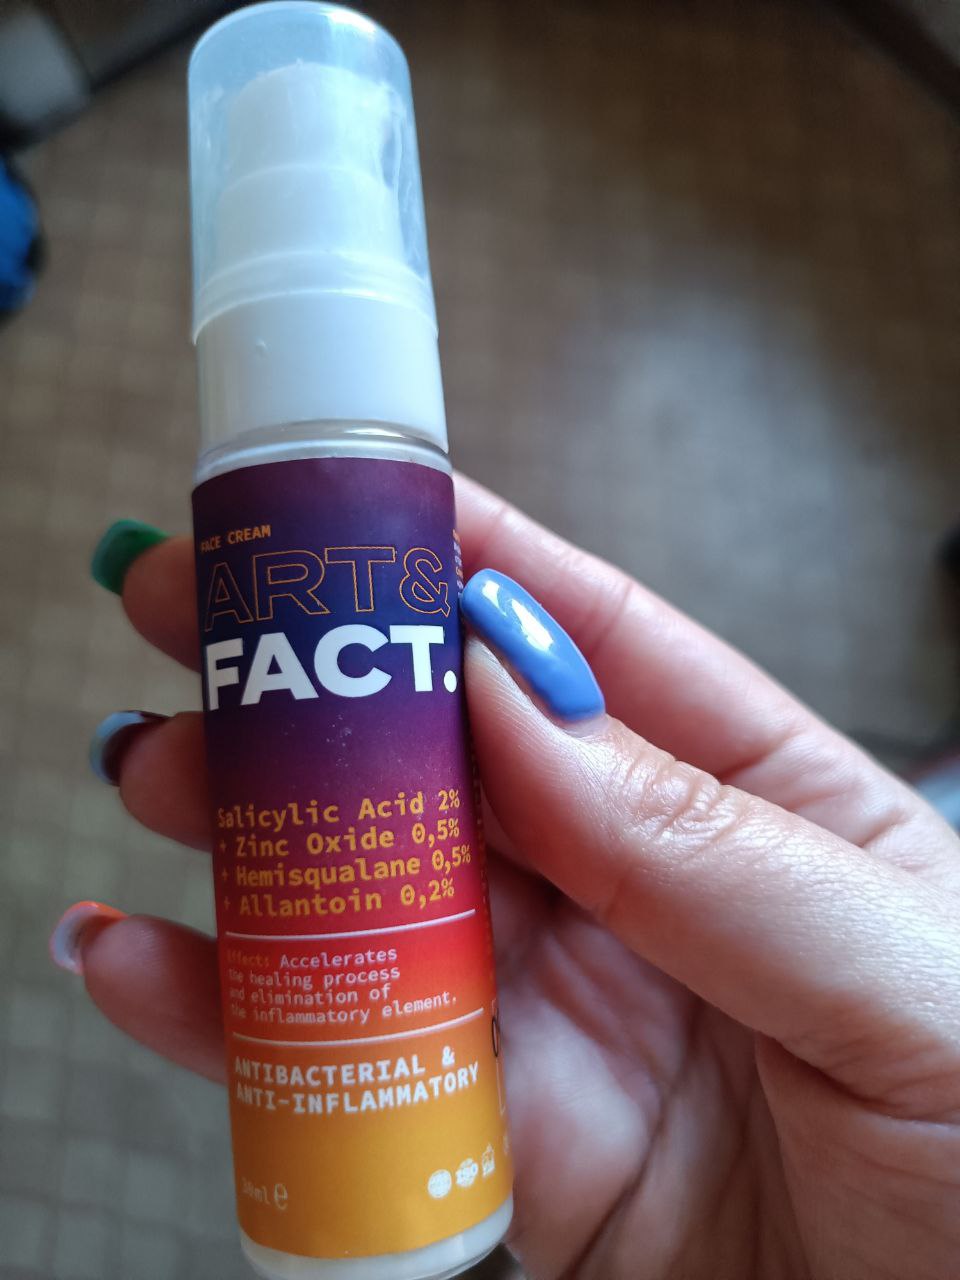 FACE CREAM
ART&
FACT.
Salicylic Acid 2%
+ Zinc Oxide 0,5%
+ Hemisqualane 0,5%
+ Allantoin 0,2%
Effect: Accelerates
the healing process
and elimination of
the inflammatory element.
ANTIBACTERIAL &
ANTI-INFLAMMATORY
30ml e
ISO